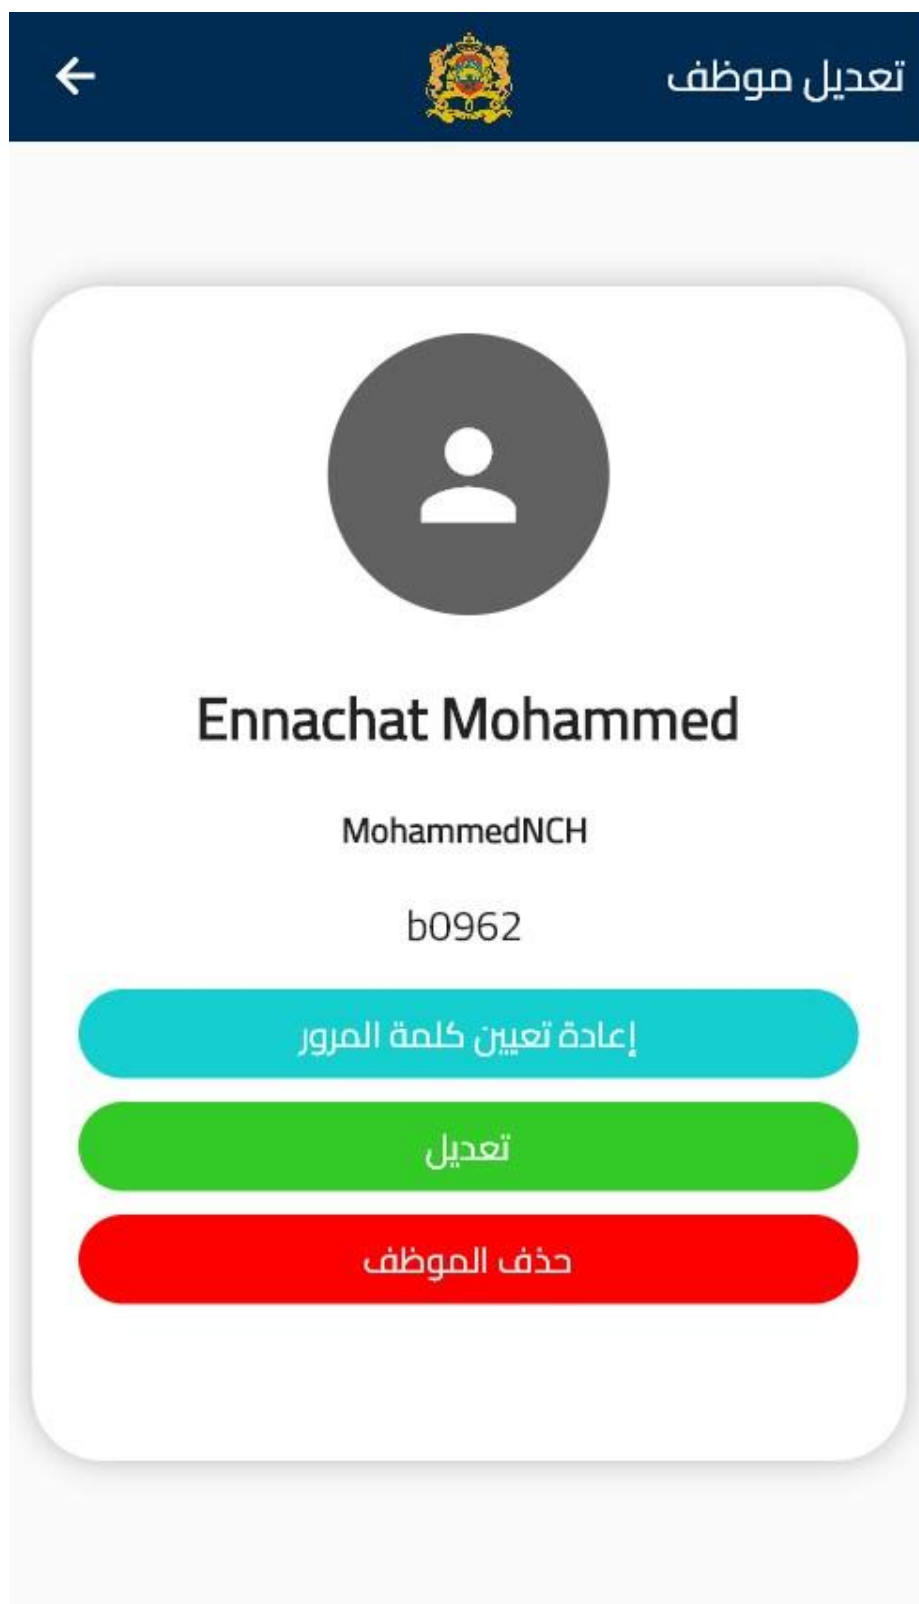 تعديل موظف
Ennachat Mohammed
MohammedNCH
b0962
إعادة تعيين كلمة المرور
تعديل
حذف الموظف